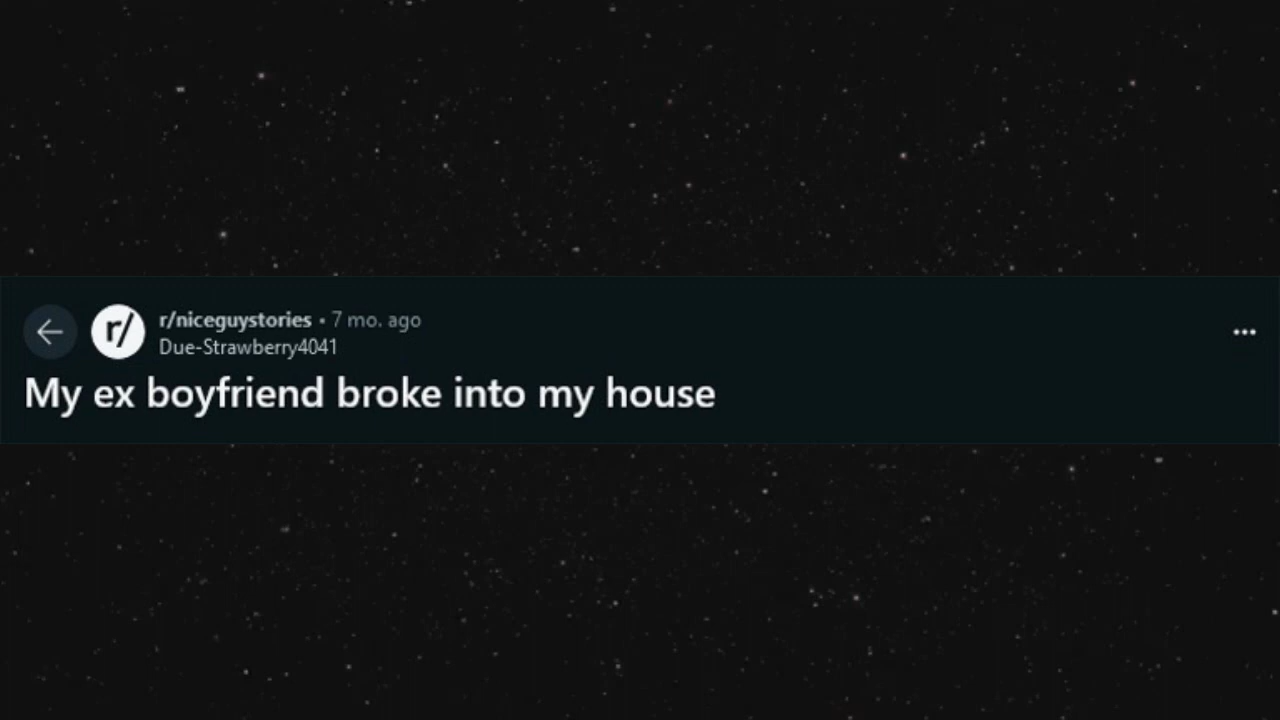 r/
r/niceguystories • 7 mo. ago
Due-Strawberry4041
My ex boyfriend broke into my house